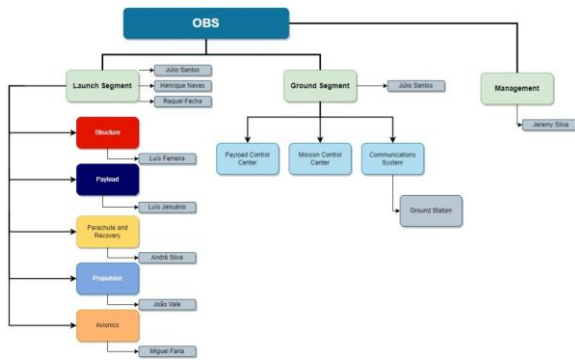 OBS
Launch Segment
Júlio Santos
Henrique Neves
Raquel Fecha
Ground Segment
Júlio Santos
Management
Jeremy Silva
Structure
Luís Ferreira
Payload
Luís Januário
Parachute and
Recovery
André Silva
Propulsion
João Vale
Avionics
Miguel Faria
Payload Control
Center
Mission Control
Center
Communications
System
Ground Station